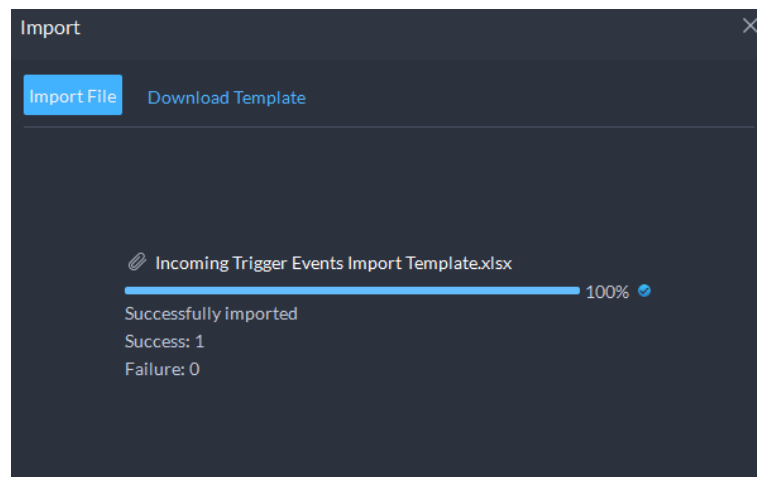 Import
Import File
Download Template
Incoming Trigger Events Import Template.xlsx
100%
Successfully imported
Success: 1
Failure: 0